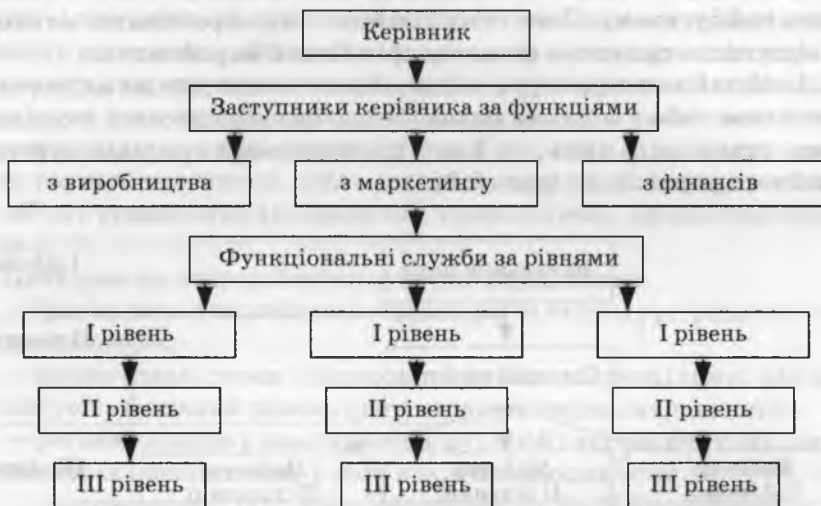 Керівник
Заступники керівника за функціями
з виробництва
з маркетингу
з фінансів
Функціональні служби за рівнями
І рівень
І рівень
І рівень
ІІ рівень
ІІ рівень
ІІ рівень
ІІІ рівень
ІІІ рівень
ІІІ рівень